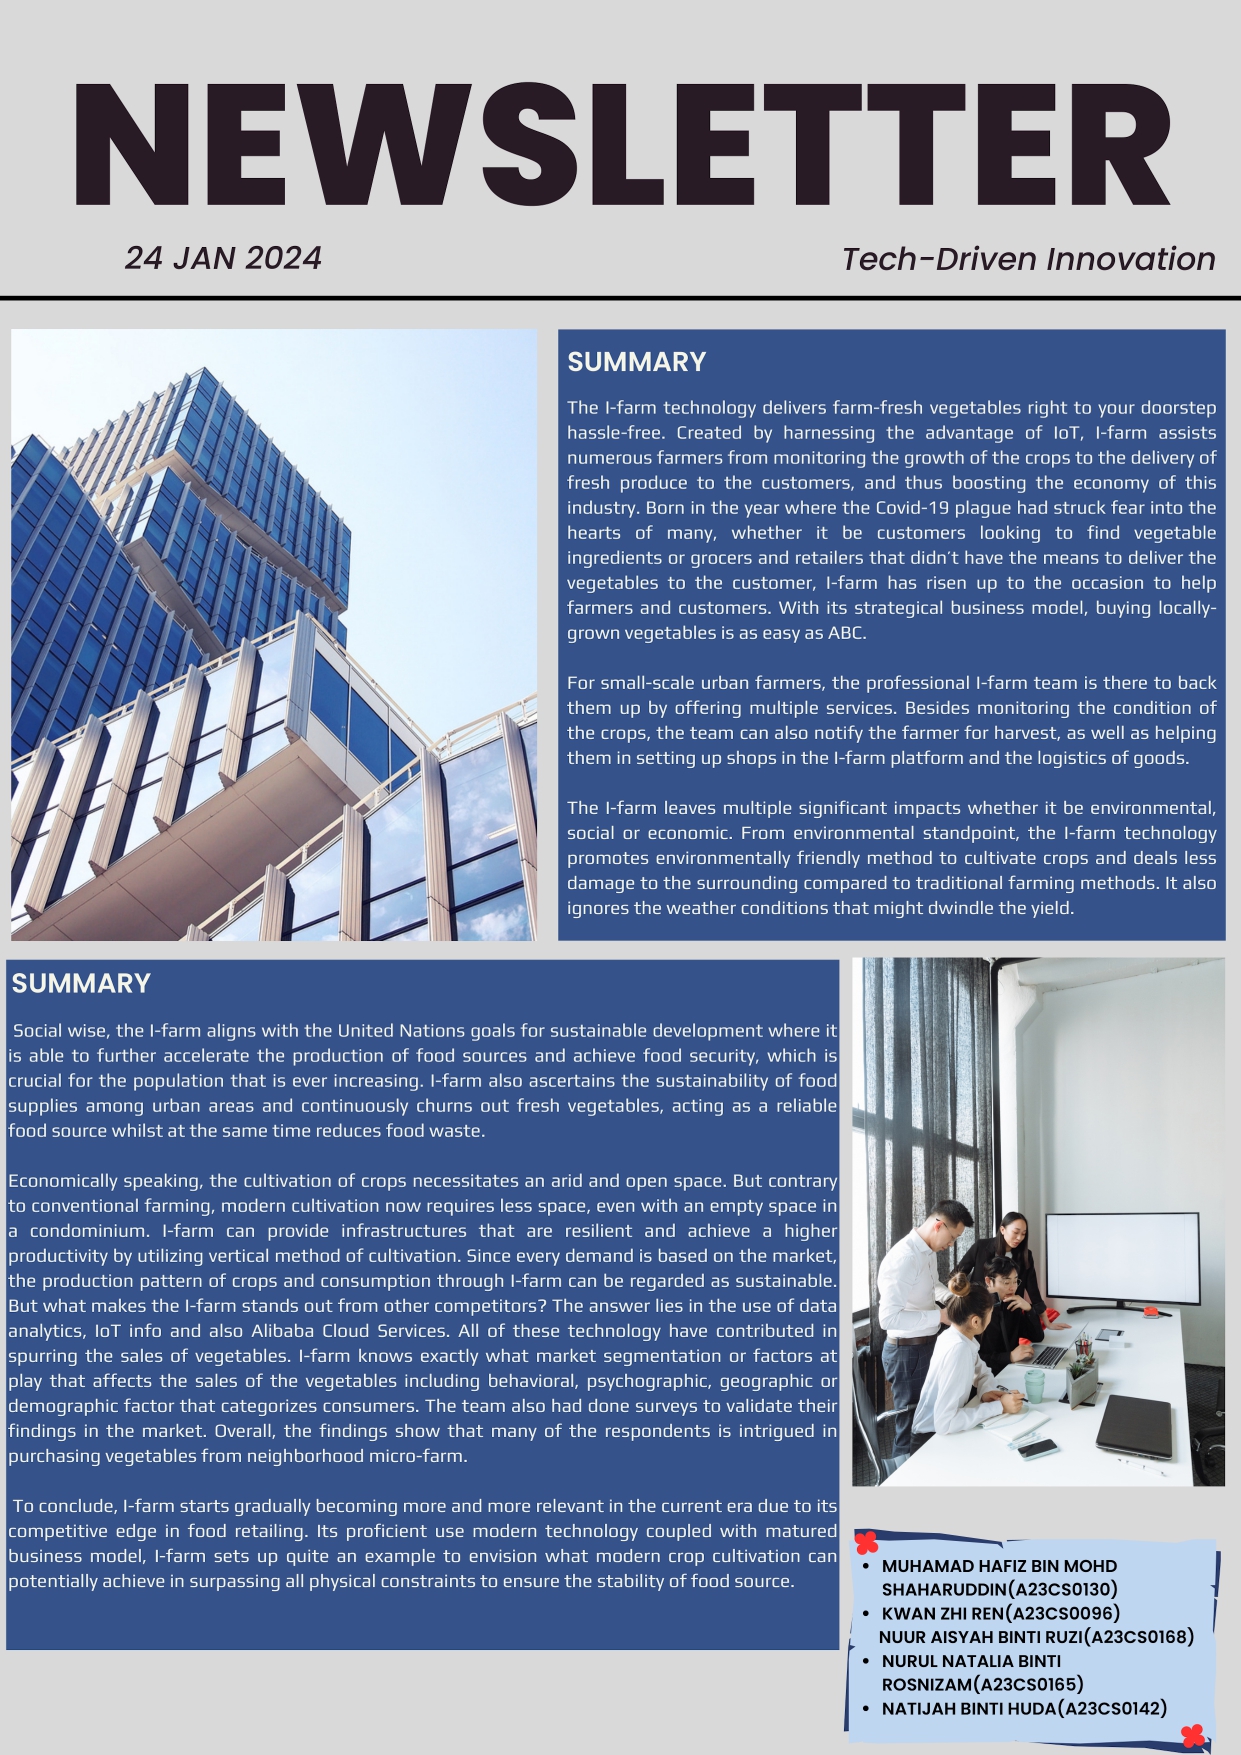 NEWSLETTER
24 JAN 2024
Tech-Driven Innovation
SUMMARY
The I-farm technology delivers farm-fresh vegetables right to your doorstep
hassle-free. Created by harnessing the advantage of IoT, I-farm assists
numerous farmers from monitoring the growth of the crops to the delivery of
fresh produce to the customers, and thus boosting the economy of this
industry. Born in the year where the Covid-19 plague had struck fear into the
hearts of many, whether it be customers looking to find vegetable
ingredients or grocers and retailers that didn't have the means to deliver the
vegetables to the customer, I-farm has risen up to the occasion to help
farmers and customers. With its strategical business model, buying locally-
grown vegetables is as easy as ABC.
For small-scale urban farmers, the professional I-farm team is there to back
them up by offering multiple services. Besides monitoring the condition of
the crops, the team can also notify the farmer for harvest, as well as helping
them in setting up shops in the I-farm platform and the logistics of goods.
The I-farm leaves multiple significant impacts whether it be environmental,
social or economic. From environmental standpoint, the I-farm technology
promotes environmentally friendly method to cultivate crops and deals less
damage to the surrounding compared to traditional farming methods. It also
ignores the weather conditions that might dwindle the yield.
SUMMARY
Social wise, the I-farm aligns with the United Nations goals for sustainable development where it
is able to further accelerate the production of food sources and achieve food security, which is
crucial for the population that is ever increasing. I-farm also ascertains the sustainability of food
supplies among urban areas and continuously churns out fresh vegetables, acting as a reliable
food source whilst at the same time reduces food waste.
Economically speaking, the cultivation of crops necessitates an arid and open space. But contrary
to conventional farming, modern cultivation now requires less space, even with an empty space in
a condominium. I-farm can provide infrastructures that are resilient and achieve a higher
productivity by utilizing vertical method of cultivation. Since every demand is based on the market,
the production pattern of crops and consumption through I-farm can be regarded as sustainable.
But what makes the I-farm stands out from other competitors? The answer lies in the use of data
analytics, IoT info and also Alibaba Cloud Services. All of these technology have contributed in
spurring the sales of vegetables. I-farm knows exactly what market segmentation or factors at
play that affects the sales of the vegetables including behavioral, psychographic, geographic or
demographic factor that categorizes consumers. The team also had done surveys to validate their
findings in the market. Overall, the findings show that many of the respondents is intrigued in
purchasing vegetables from neighborhood micro-farm.
To conclude, I-farm starts gradually becoming more and more relevant in the current era due to its
competitive edge in food retailing. Its proficient use modern technology coupled with matured
business model, I-farm sets up quite an example to envision what modern crop cultivation can
potentially achieve in surpassing all physical constraints to ensure the stability of food source.
• MUHAMAD HAFIZ BIN MOHD
SHAHARUDDIN(A23CS0130)
• KWAN ZHI REN(A23CS0096)
NUUR AISYAH BINTI RUZI(A23CS0168)
• NURUL NATALIA BINTI
ROSNIZAM(A23CS0165)
• NATIJAH BINTI HUDA(A23CS0142)